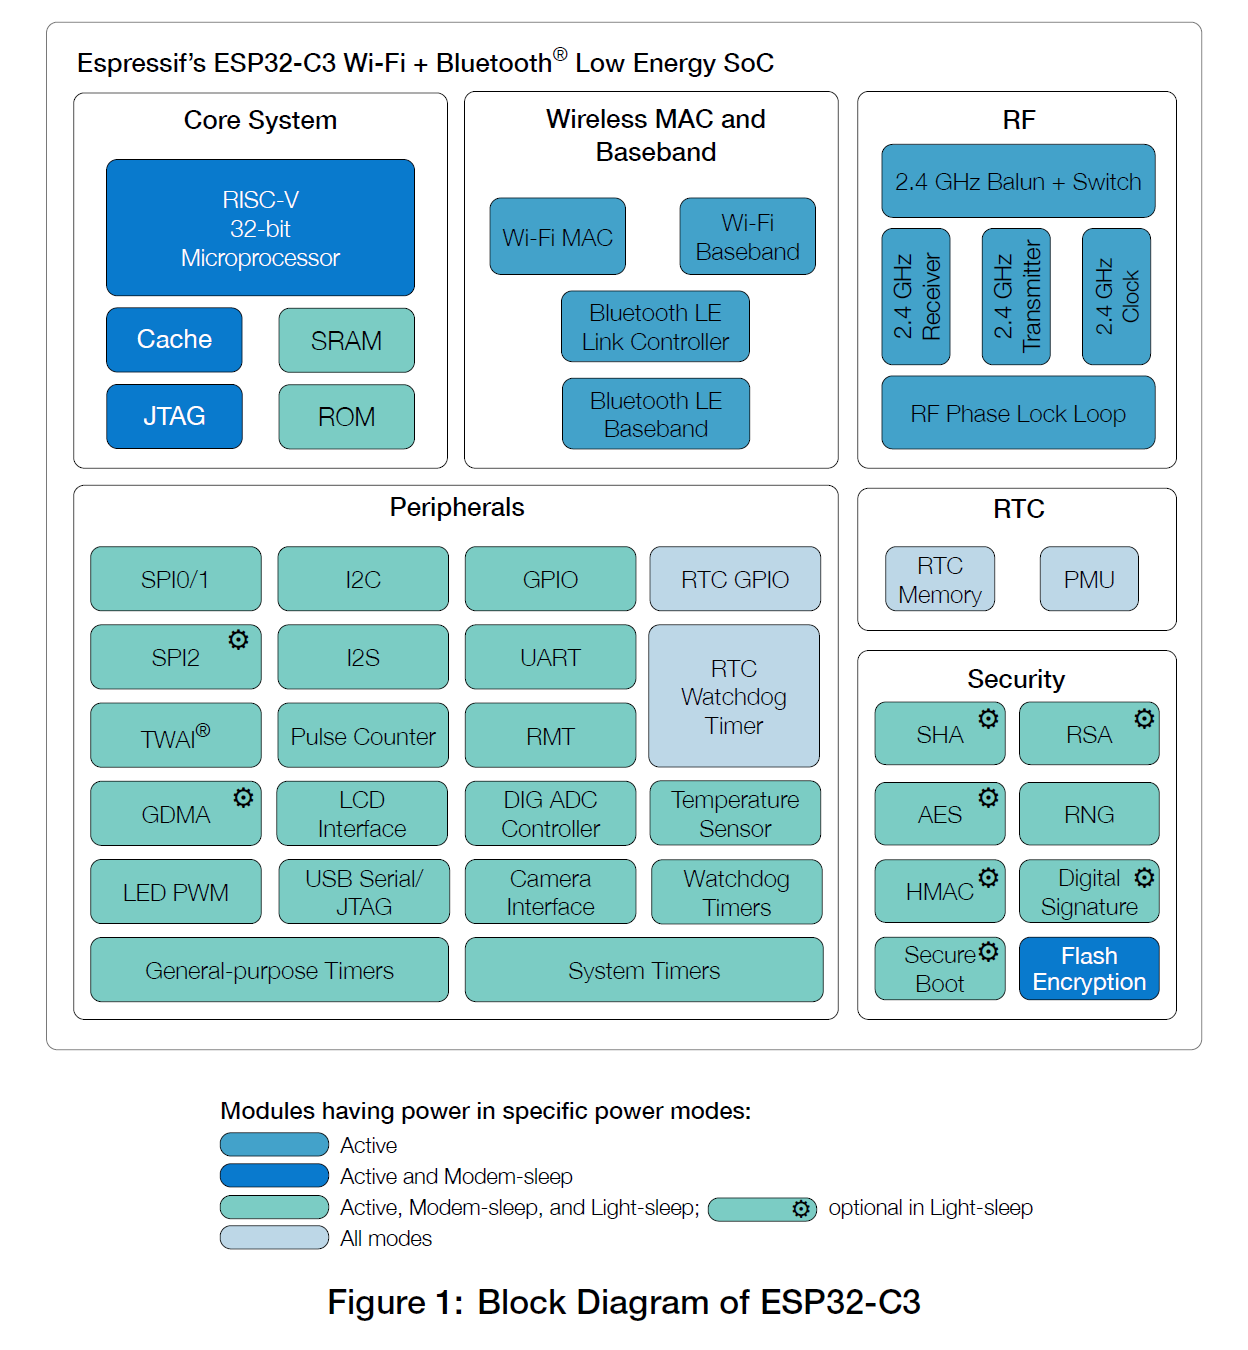 Espressif's ESP32-C3 Wi-Fi + Bluetooth® Low Energy SoC
Core System
RISC-V
32-bit
Microprocessor
Cache
SRAM
JTAG
ROM
Wireless MAC and
Baseband
Wi-Fi MAC
Wi-Fi
Baseband
Bluetooth LE
Link Controller
Bluetooth LE
Baseband
RF
2.4 GHz Balun + Switch
2.4 GHz
Receiver
2.4 GHz
Transmitter
2.4 GHz
Clock
RF Phase Lock Loop
Peripherals
SPI0/1
I2C
GPIO
RTC GPIO
SPI2
I2S
UART
RTC
Watchdog
Timer
TWAI®
Pulse Counter
RMT
GDMA
LCD
Interface
DIG ADC
Controller
Temperature
Sensor
LED PWM
USB Serial/
JTAG
Camera
Interface
Watchdog
Timers
General-purpose Timers
System Timers
RTC
RTC
Memory
PMU
Security
SHA
RSA
AES
RNG
HMAC
Digital
Signature
Secure
Boot
Flash
Encryption
Modules having power in specific power modes:
Active
Active and Modem-sleep
Active, Modem-sleep, and Light-sleep; optional in Light-sleep
All modes
Figure 1: Block Diagram of ESP32-C3